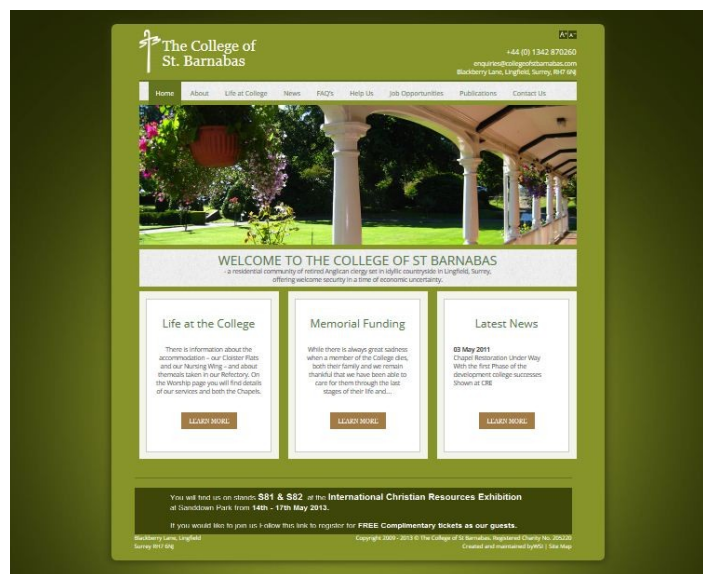 The College of
St. Barnabas
A+ A-
+44 (0) 1342 870260
enquiries@collegeofstbarnabas.com
Blackberry Lane, Lingfield, Surrey, RH7 6NJ
Home About Life at College News FAQ's Help Us Job Opportunities Publications Contact Us
WELCOME TO THE COLLEGE OF ST BARNABAS
- a residential community of retired Anglican clergy set in idyllic countryside in Lingfield, Surrey,
offering welcome security in a time of economic uncertainty.
Life at the College
There is information about the
accommodation – our Cloister Flats
and our Nursing Wing – and about
themeals taken in our Refectory. On
the Worship page you will find details
of our services and both the Chapels.
LEARN MORE
Memorial Funding
While there is always great sadness
when a member of the College dies,
both their family and we remain
thankful that we have been able to
care for them through the last
stages of their life and...
LEARN MORE
Latest News
03 May 2011
Chapel Restoration Under Way
With the first Phase of the
development college successes
Shown at CRE
LEARN MORE
You will find us on stands S81 & S82 at the International Christian Resources Exhibition
at Sanddown Park from 14th - 17th May 2013.
If you would like to join us Follow this link to register for FREE Complimentary tickets as our guests.
Blackberry Lane, Lingfield
Surrey RH7 6NJ
Copyright 2009 - 2013 © The College of St Barnabas. Registered Charity No. 205220
Created and maintained byWSI | Site Map